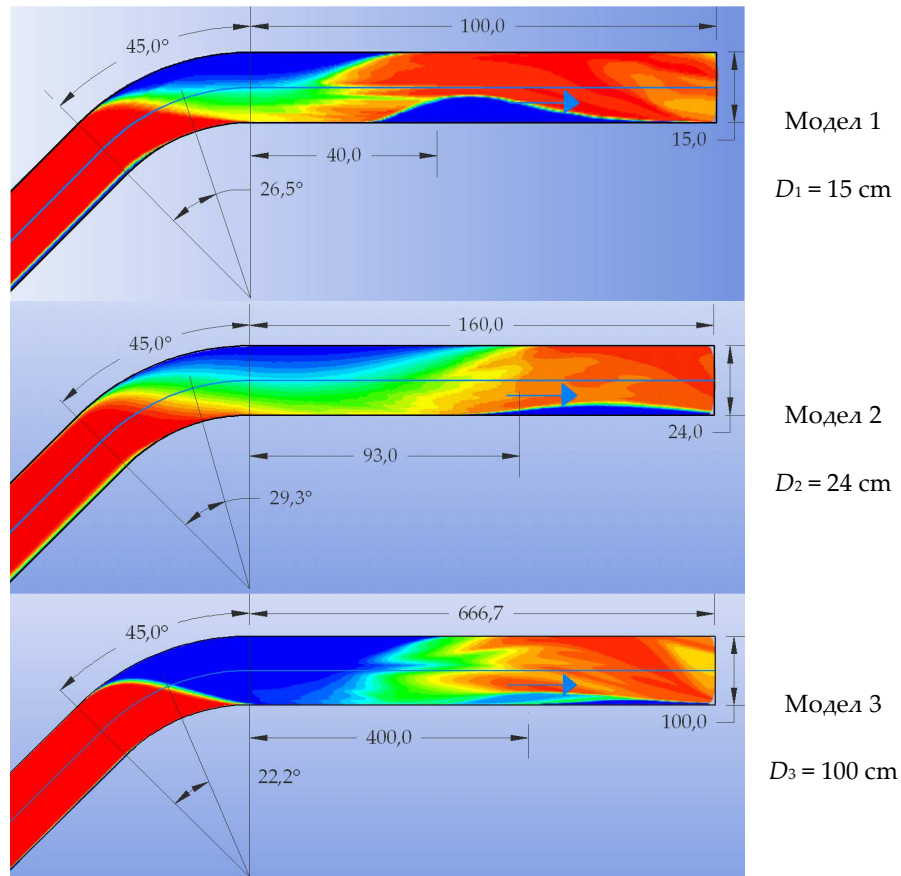 100,0
45,0°
Модел 1
15,0
40,0
D₁ = 15 cm
26,5°
160,0
45,0°
Модел 2
24,0
93,0
D₂ = 24 cm
29,3°
666,7
45,0°
Модел 3
100,0
400,0
D₃ = 100 cm
22,2°